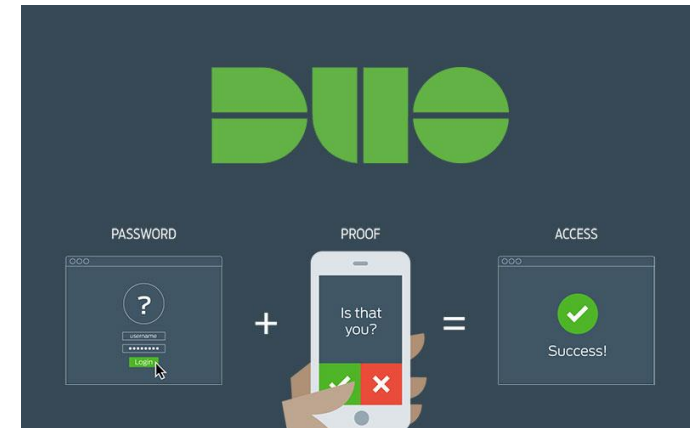 DUO
PASSWORD
PROOF
ACCESS
?
username
Login
Is that
you?
+
=
Success!